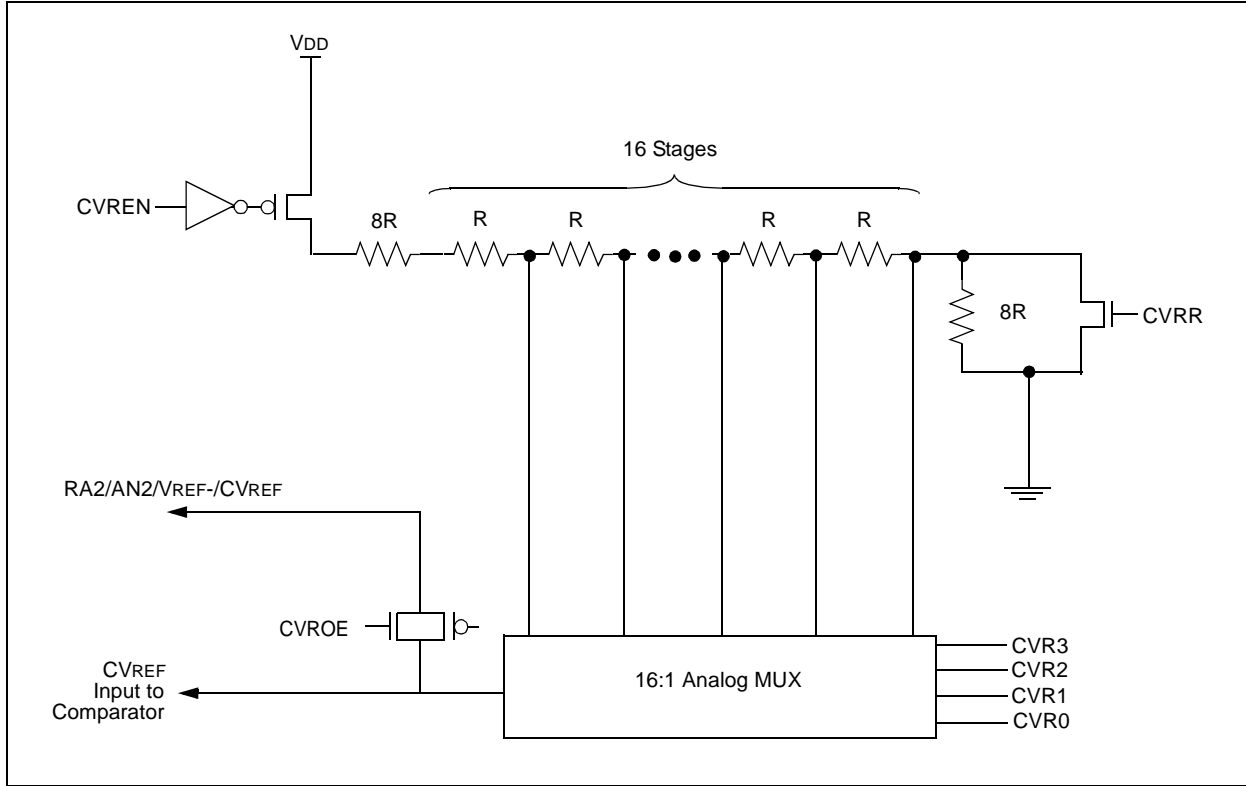 VDD
16 Stages
CVREN
8R
R
R
R
R
8R
CVRR
RA2/AN2/VREF-/CVREF
CVROE
CVREF
Input to
Comparator
16:1 Analog MUX
CVR3
CVR2
CVR1
CVR0